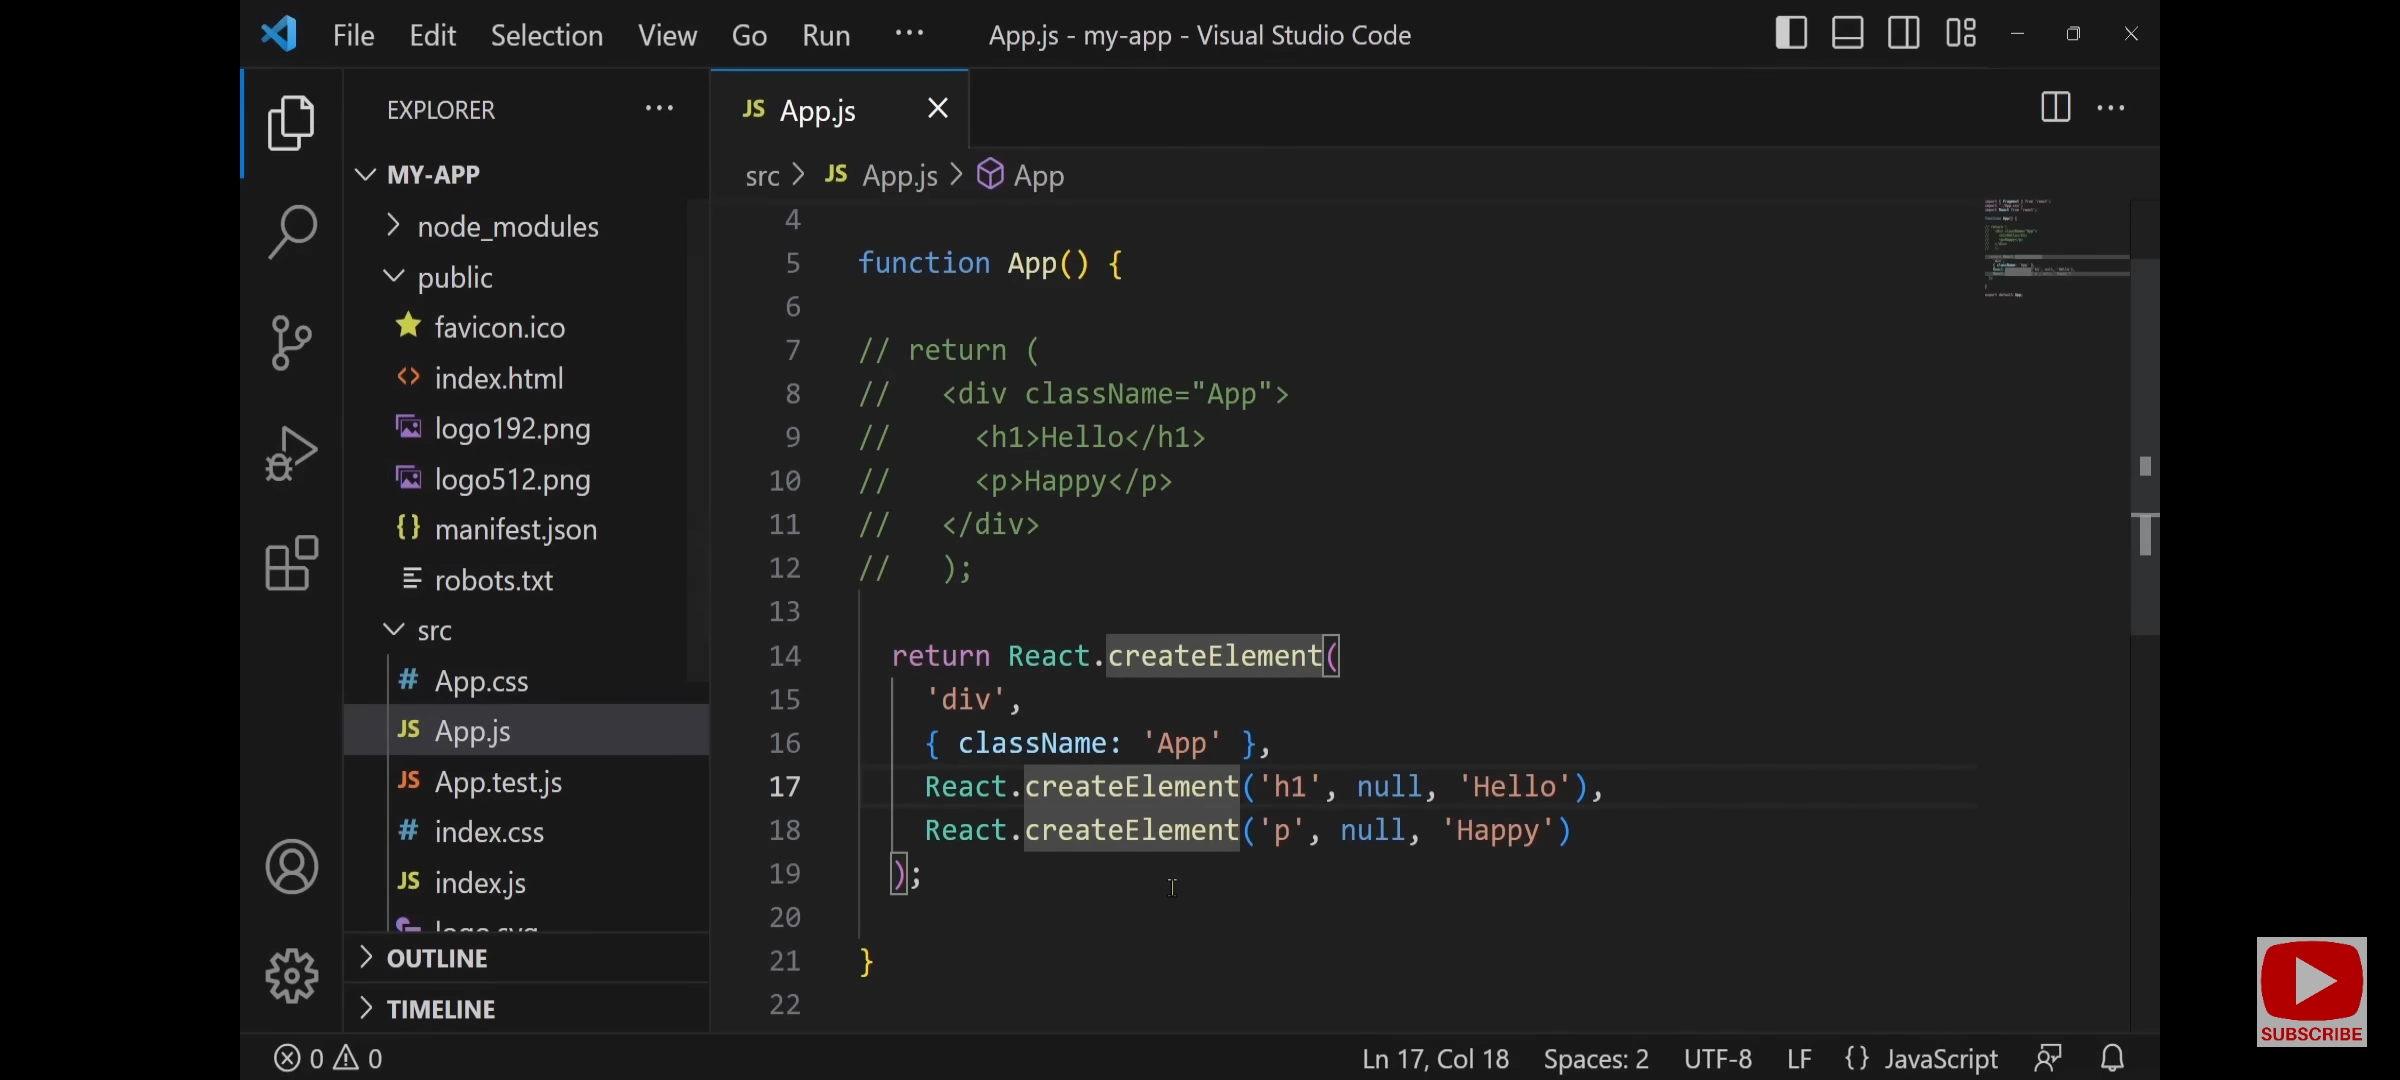 File Edit Selection View Go Run ··· App.js - my-app - Visual Studio Code
EXPLORER ···
JS App.js
MY-APP
src > JS App.js > App
node_modules
public
favicon.ico
<> index.html
logo192.png
logo512.png
{} manifest.json
robots.txt
src
# App.css
JS App.js
JS App.test.js
# index.css
JS index.js
logo.svg
OUTLINE
TIMELINE
4
5 function App() {
6
7 // return (
8 //   <div className="App">
9 //     <h1>Hello</h1>
10 //     <p>Happy</p>
11 //   </div>
12 //   );
13
14   return React.createElement(
15     'div',
16     { className: 'App' },
17     React.createElement('h1', null, 'Hello'),
18     React.createElement('p', null, 'Happy')
19   );
20
21 }
22
0 0 Ln 17, Col 18 Spaces: 2 UTF-8 LF {} JavaScript
SUBSCRIBE